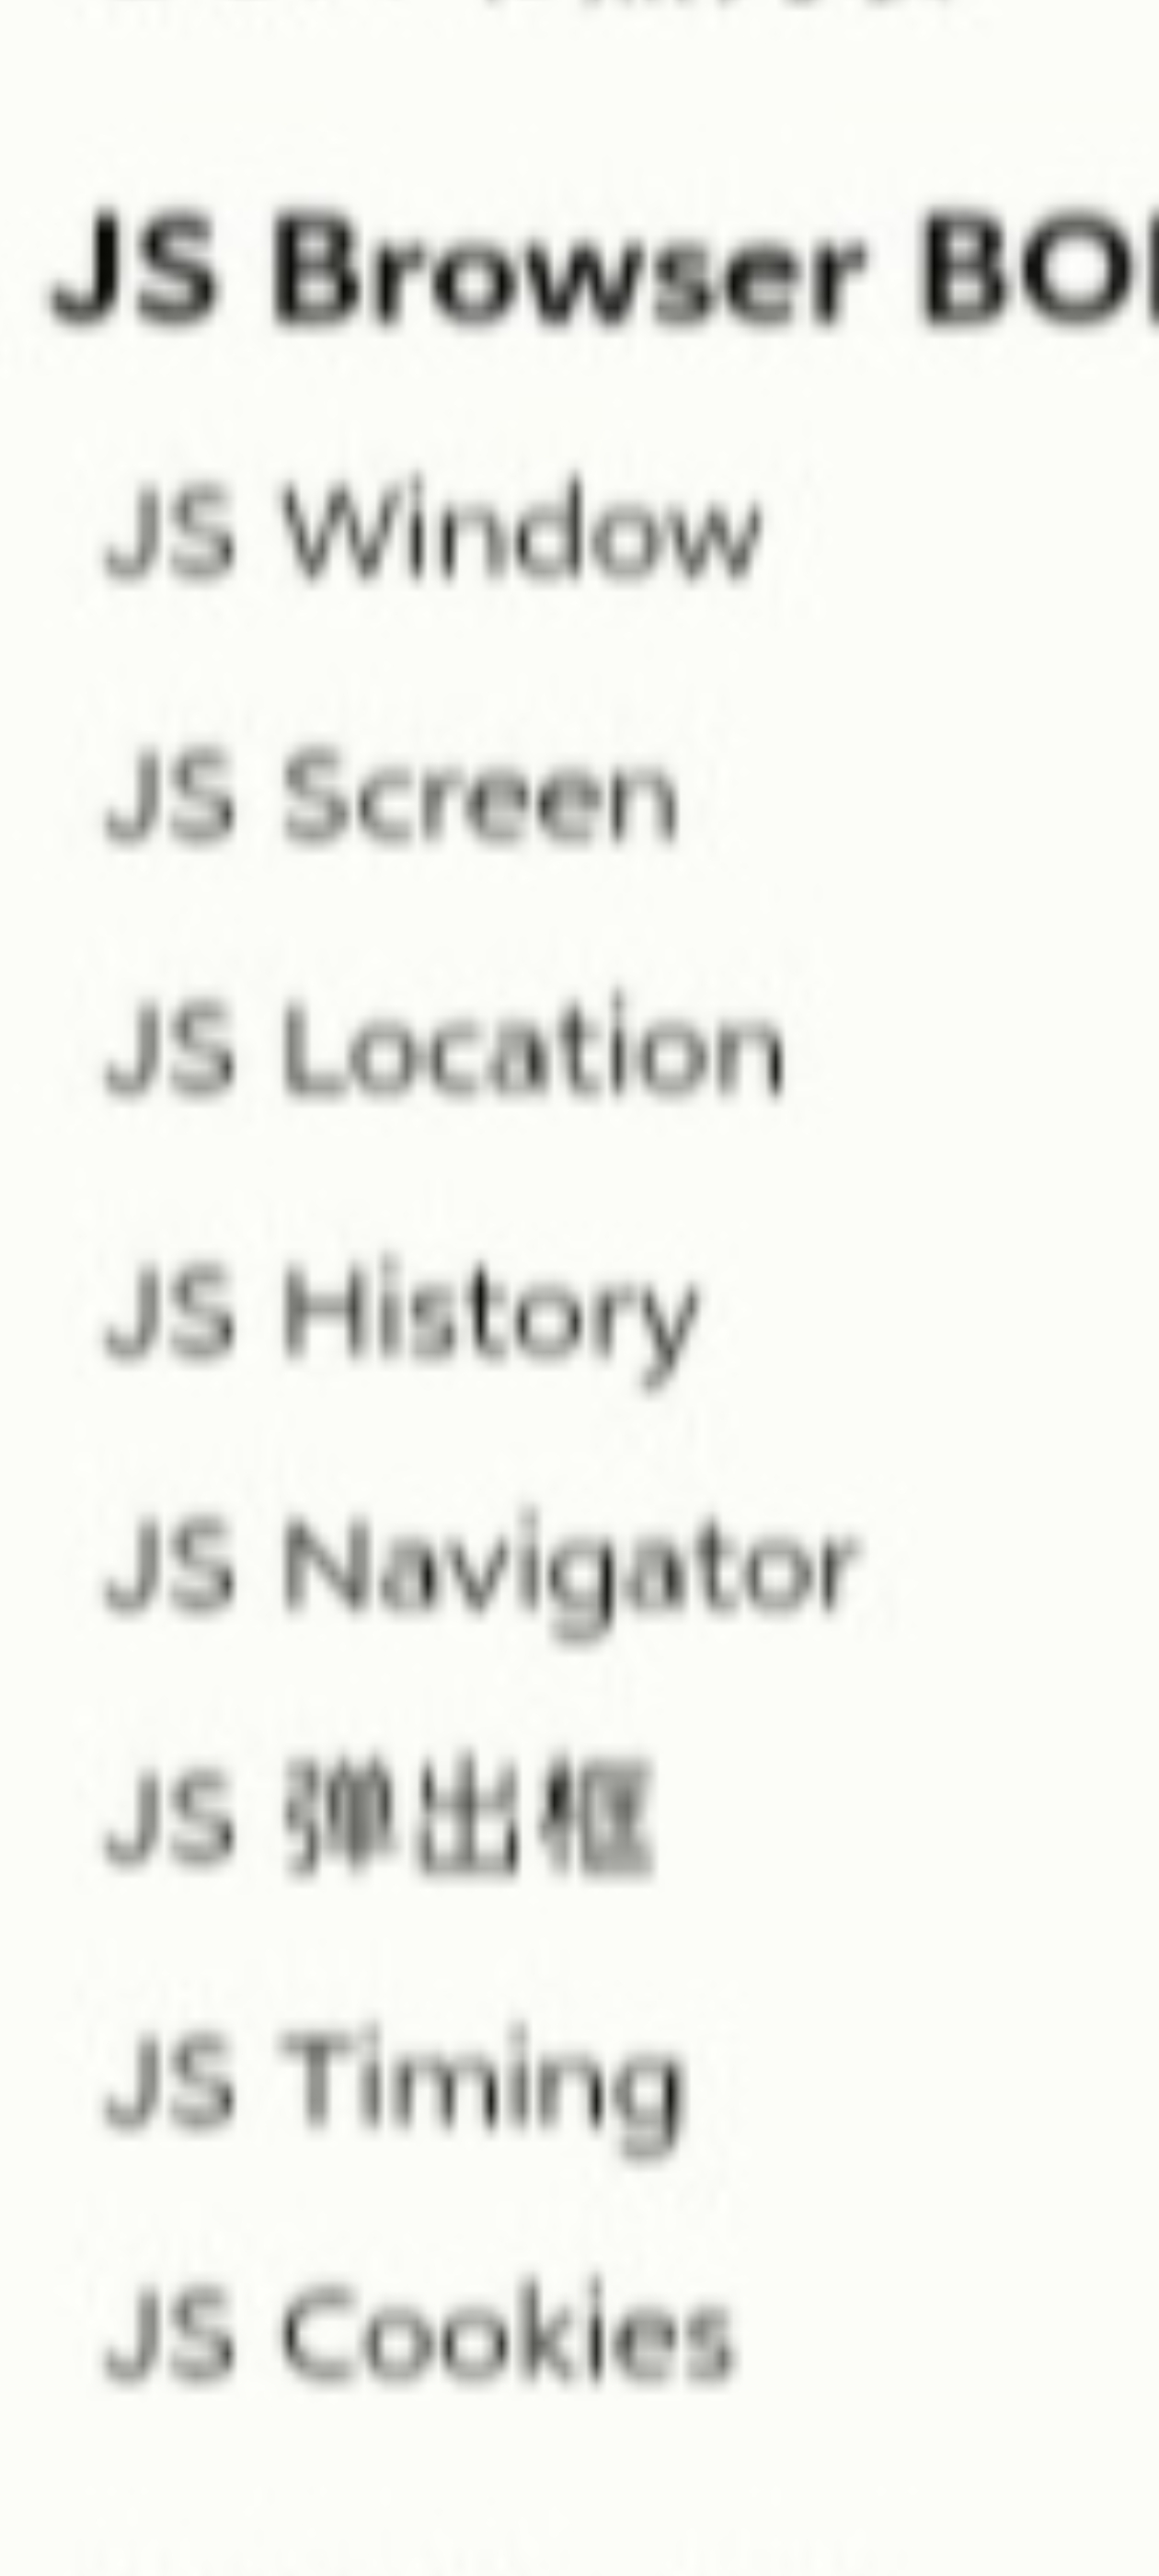 JS Browser BO
JS Window
JS Screen
JS Location
JS History
JS Navigator
JS 弹出框
JS Timing
JS Cookies